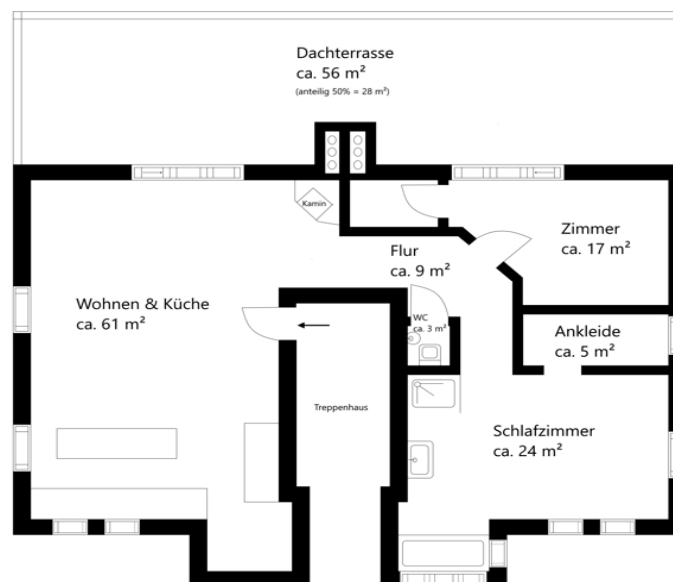 Dachterrasse
ca. 56 m²
(anteilig 50% = 28 m²)
Kamin
Zimmer
ca. 17 m²
Flur
ca. 9 m²
Wohnen & Küche
ca. 61 m²
WC
ca. 3 m²
Ankleide
ca. 5 m²
Treppenhaus
Schlafzimmer
ca. 24 m²